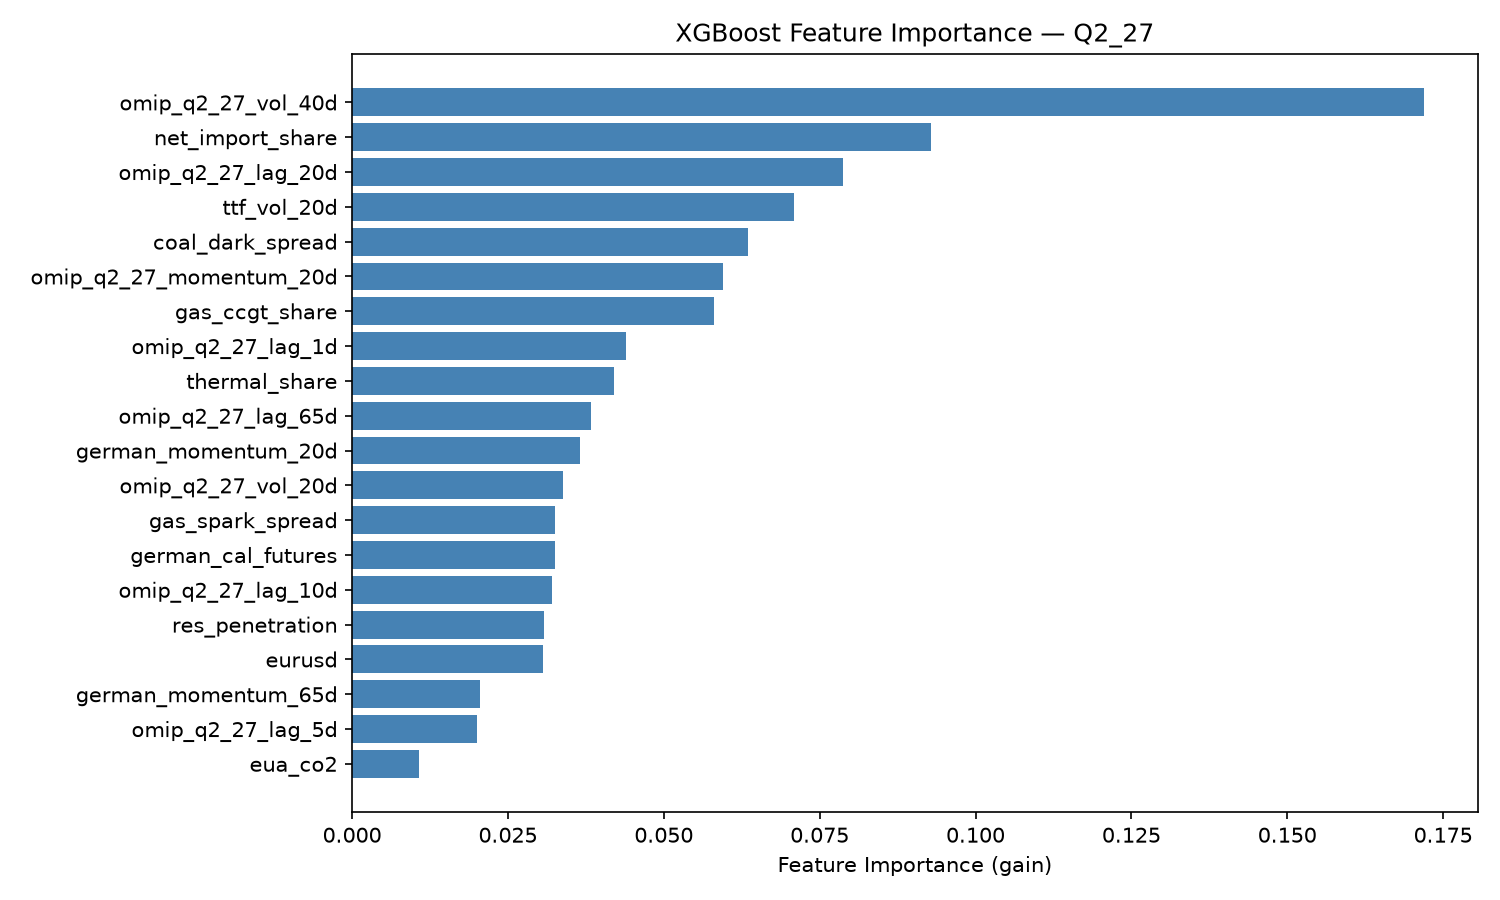 XGBoost Feature Importance — Q2_27
omip_q2_27_vol_40d
net_import_share
omip_q2_27_lag_20d
ttf_vol_20d
coal_dark_spread
omip_q2_27_momentum_20d
gas_ccgt_share
omip_q2_27_lag_1d
thermal_share
omip_q2_27_lag_65d
german_momentum_20d
omip_q2_27_vol_20d
gas_spark_spread
german_cal_futures
omip_q2_27_lag_10d
res_penetration
eurusd
german_momentum_65d
omip_q2_27_lag_5d
eua_co2
0.000 0.025 0.050 0.075 0.100 0.125 0.150 0.175
Feature Importance (gain)